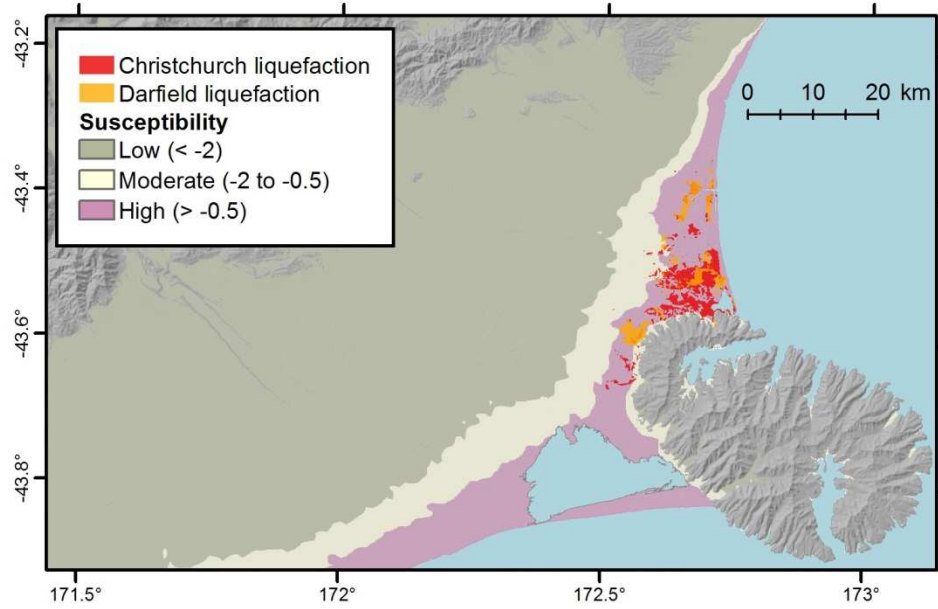 -43.2°
-43.4°
-43.6°
-43.8°
Christchurch liquefaction
Darfield liquefaction
Susceptibility
Low (< -2)
Moderate (-2 to -0.5)
High (> -0.5)
0 10 20 km
171.5° 172° 172.5° 173°